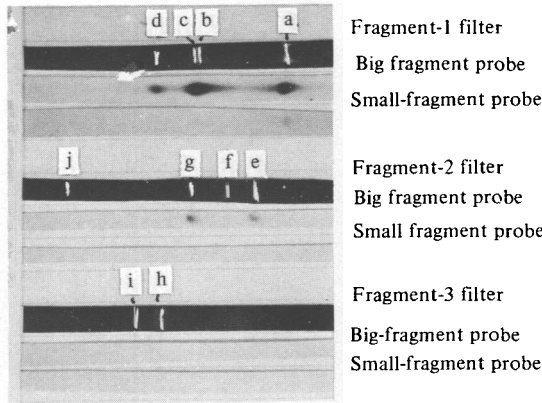 d c b a
Fragment-1 filter
Big fragment probe
Small-fragment probe
j g f e
Fragment-2 filter
Big fragment probe
Small fragment probe
i h
Fragment-3 filter
Big-fragment probe
Small-fragment probe